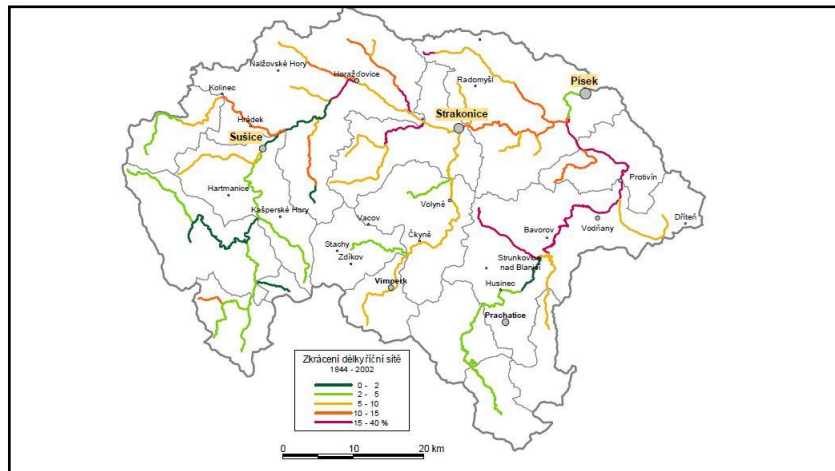 Nalžovské Hory
Horažďovice
Radomyšl
Písek
Kolinec
Hrádek
Strakonice
Sušice
Protivín
Hartmanice
Kašperské Hory
Volyně
Vacov
Bavorov
Vodňany
Dříteň
Stachy
Čkyně
Zdíkov
Strunkovice
nad Blanicí
Vimperk
Husinec
Prachatice
Zkrácení délky říční sítě
1844 - 2002
0 - 2
2 - 5
5 - 10
10 - 15
15 - 40 %
0 10 20 km